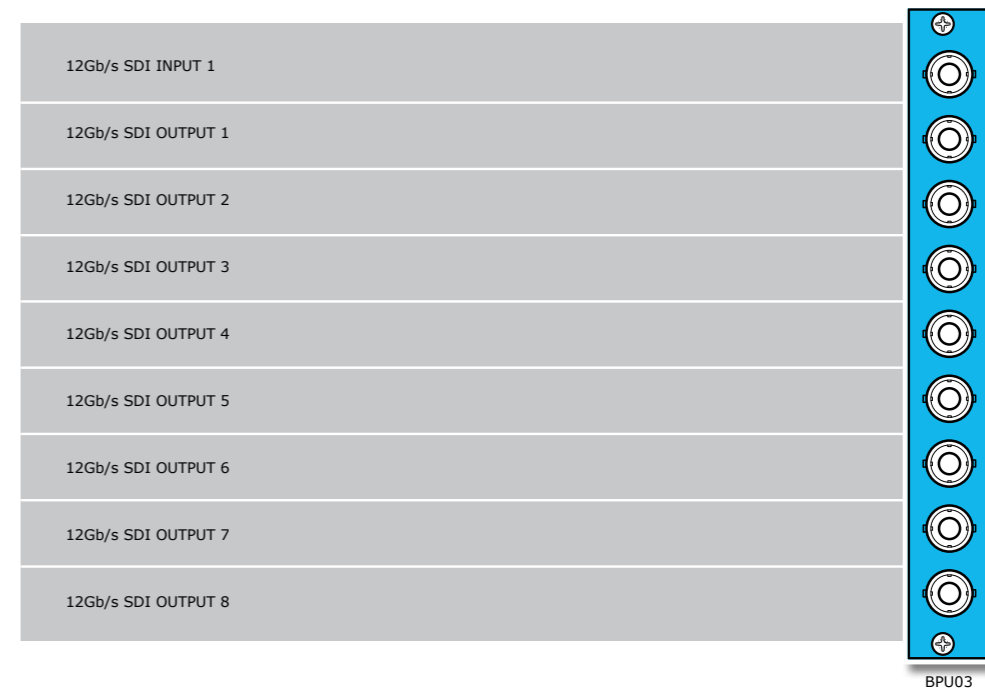 12Gb/s SDI INPUT 1
12Gb/s SDI OUTPUT 1
12Gb/s SDI OUTPUT 2
12Gb/s SDI OUTPUT 3
12Gb/s SDI OUTPUT 4
12Gb/s SDI OUTPUT 5
12Gb/s SDI OUTPUT 6
12Gb/s SDI OUTPUT 7
12Gb/s SDI OUTPUT 8
BPU03